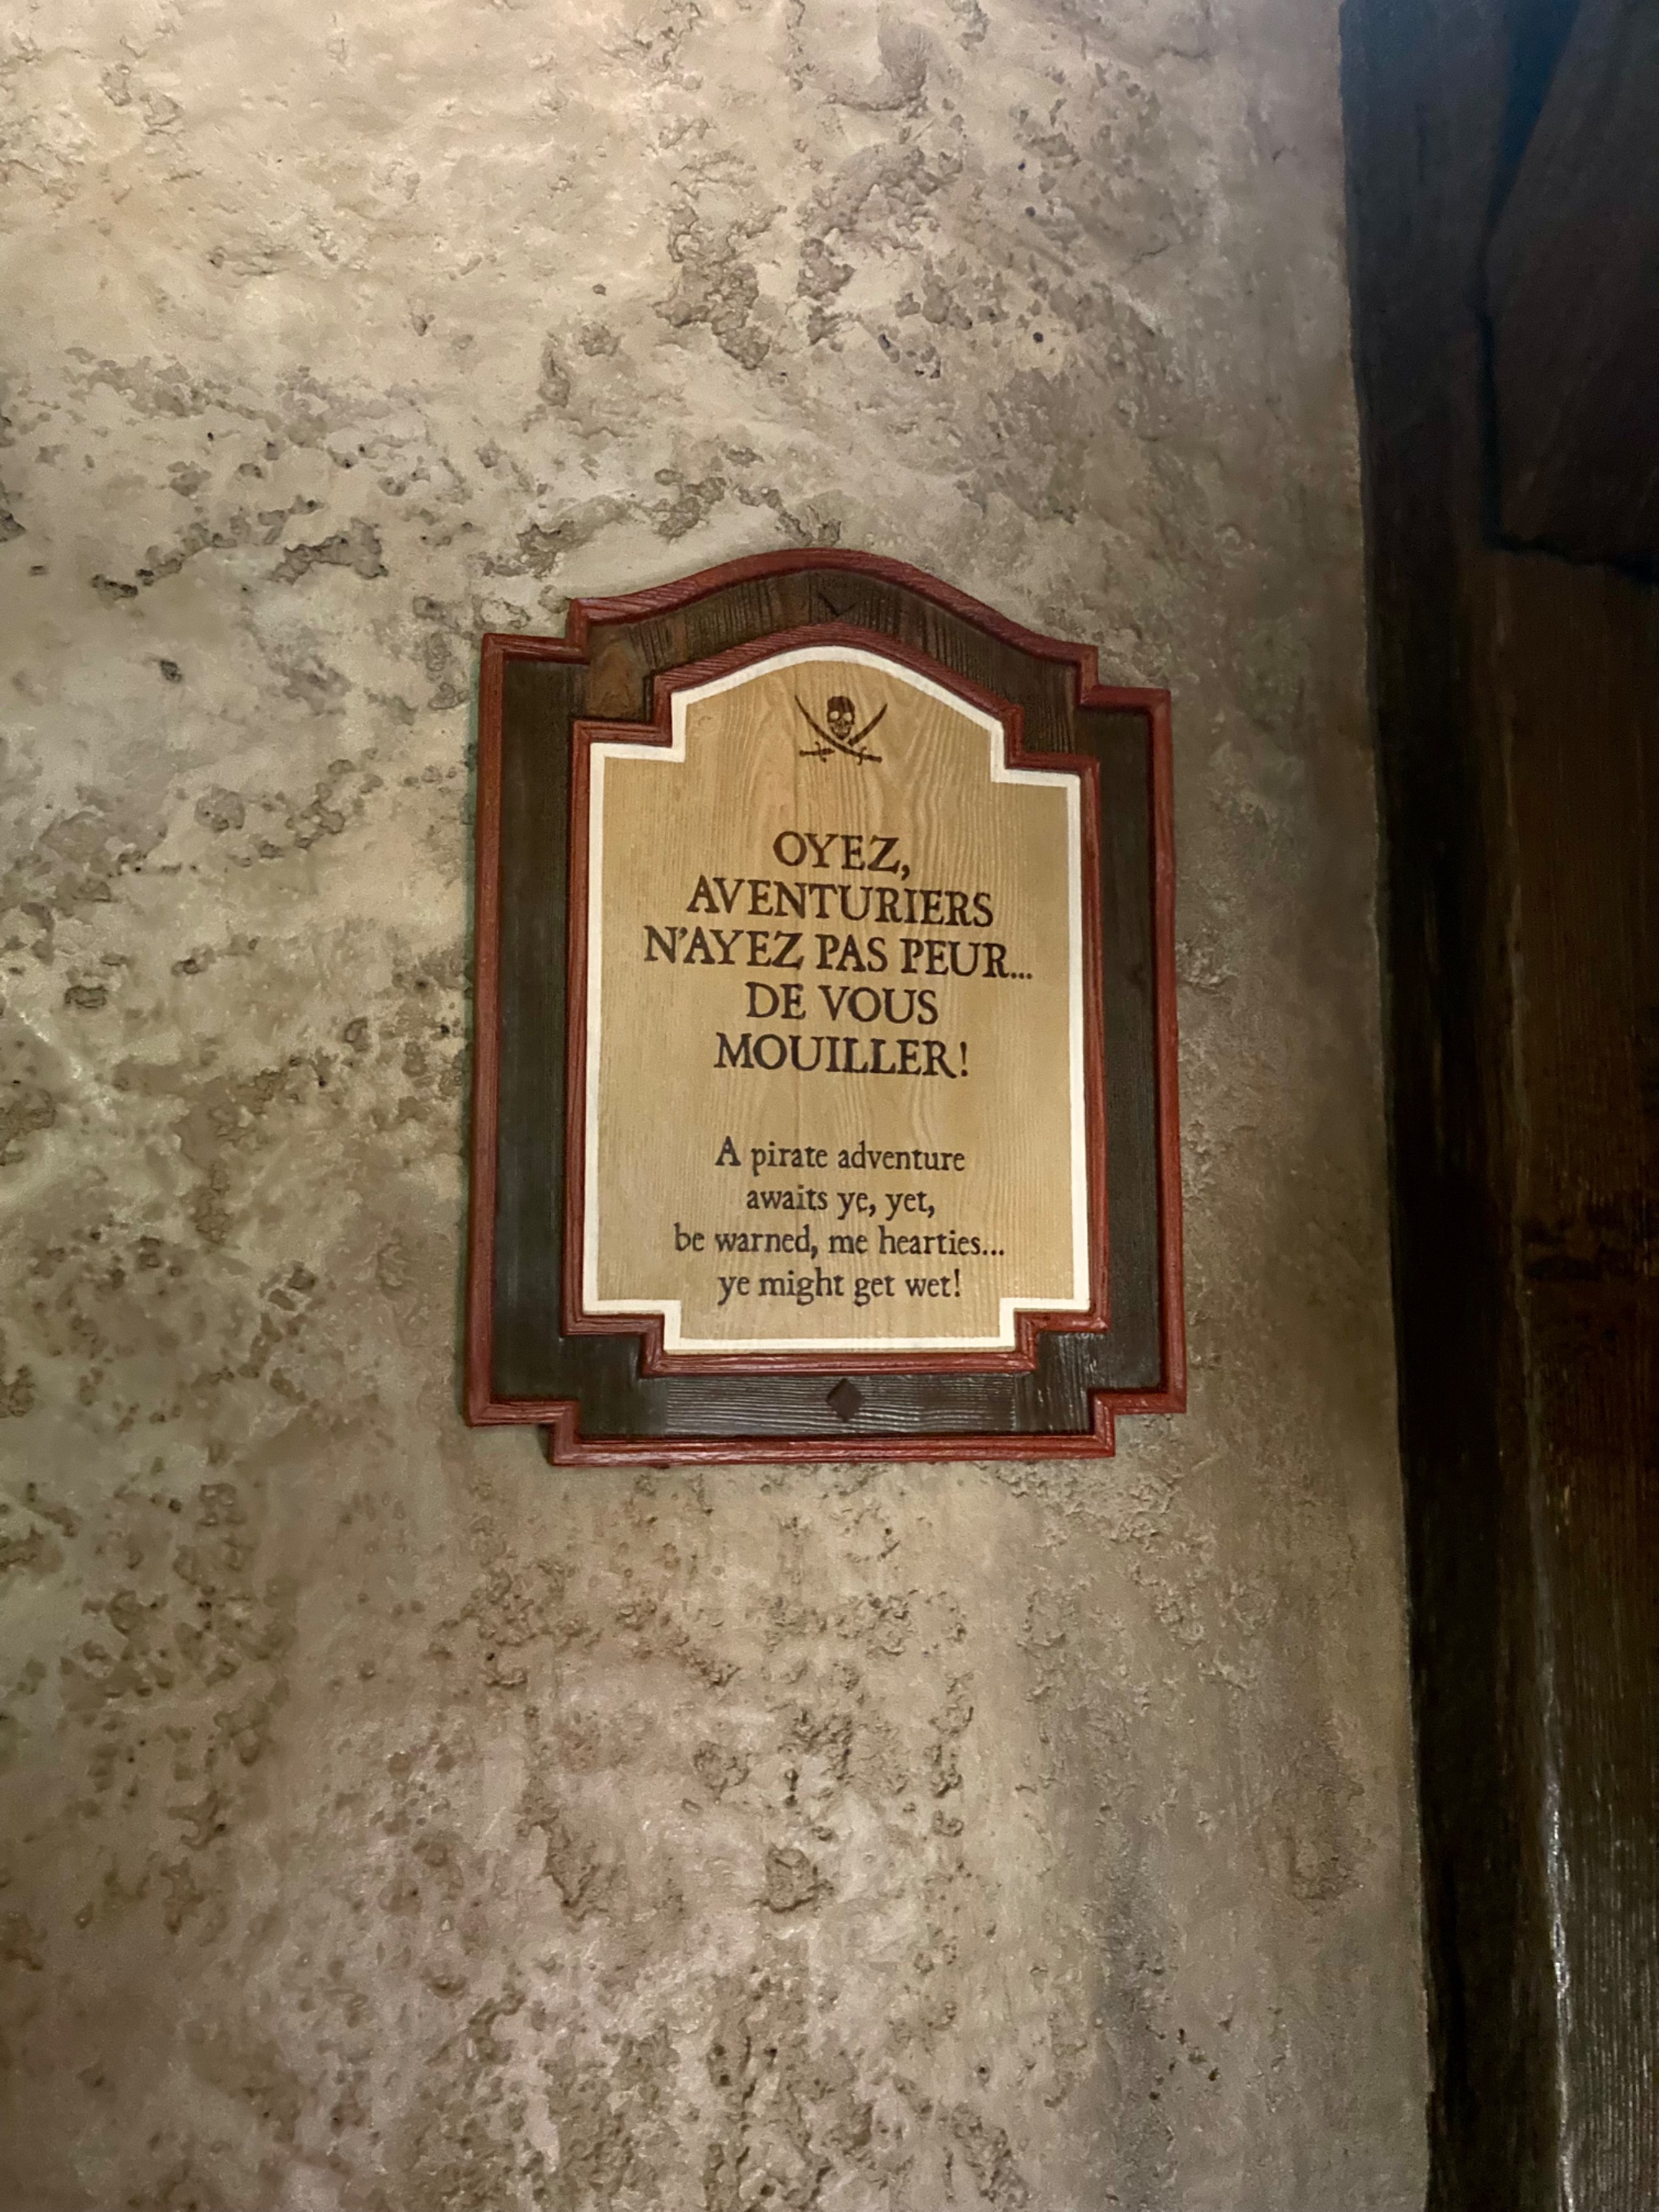 OYEZ,
AVENTURIERS
N'AYEZ PAS PEUR...
DE VOUS
MOUILLER!
A pirate adventure
awaits ye, yet,
be warned, me hearties...
ye might get wet!